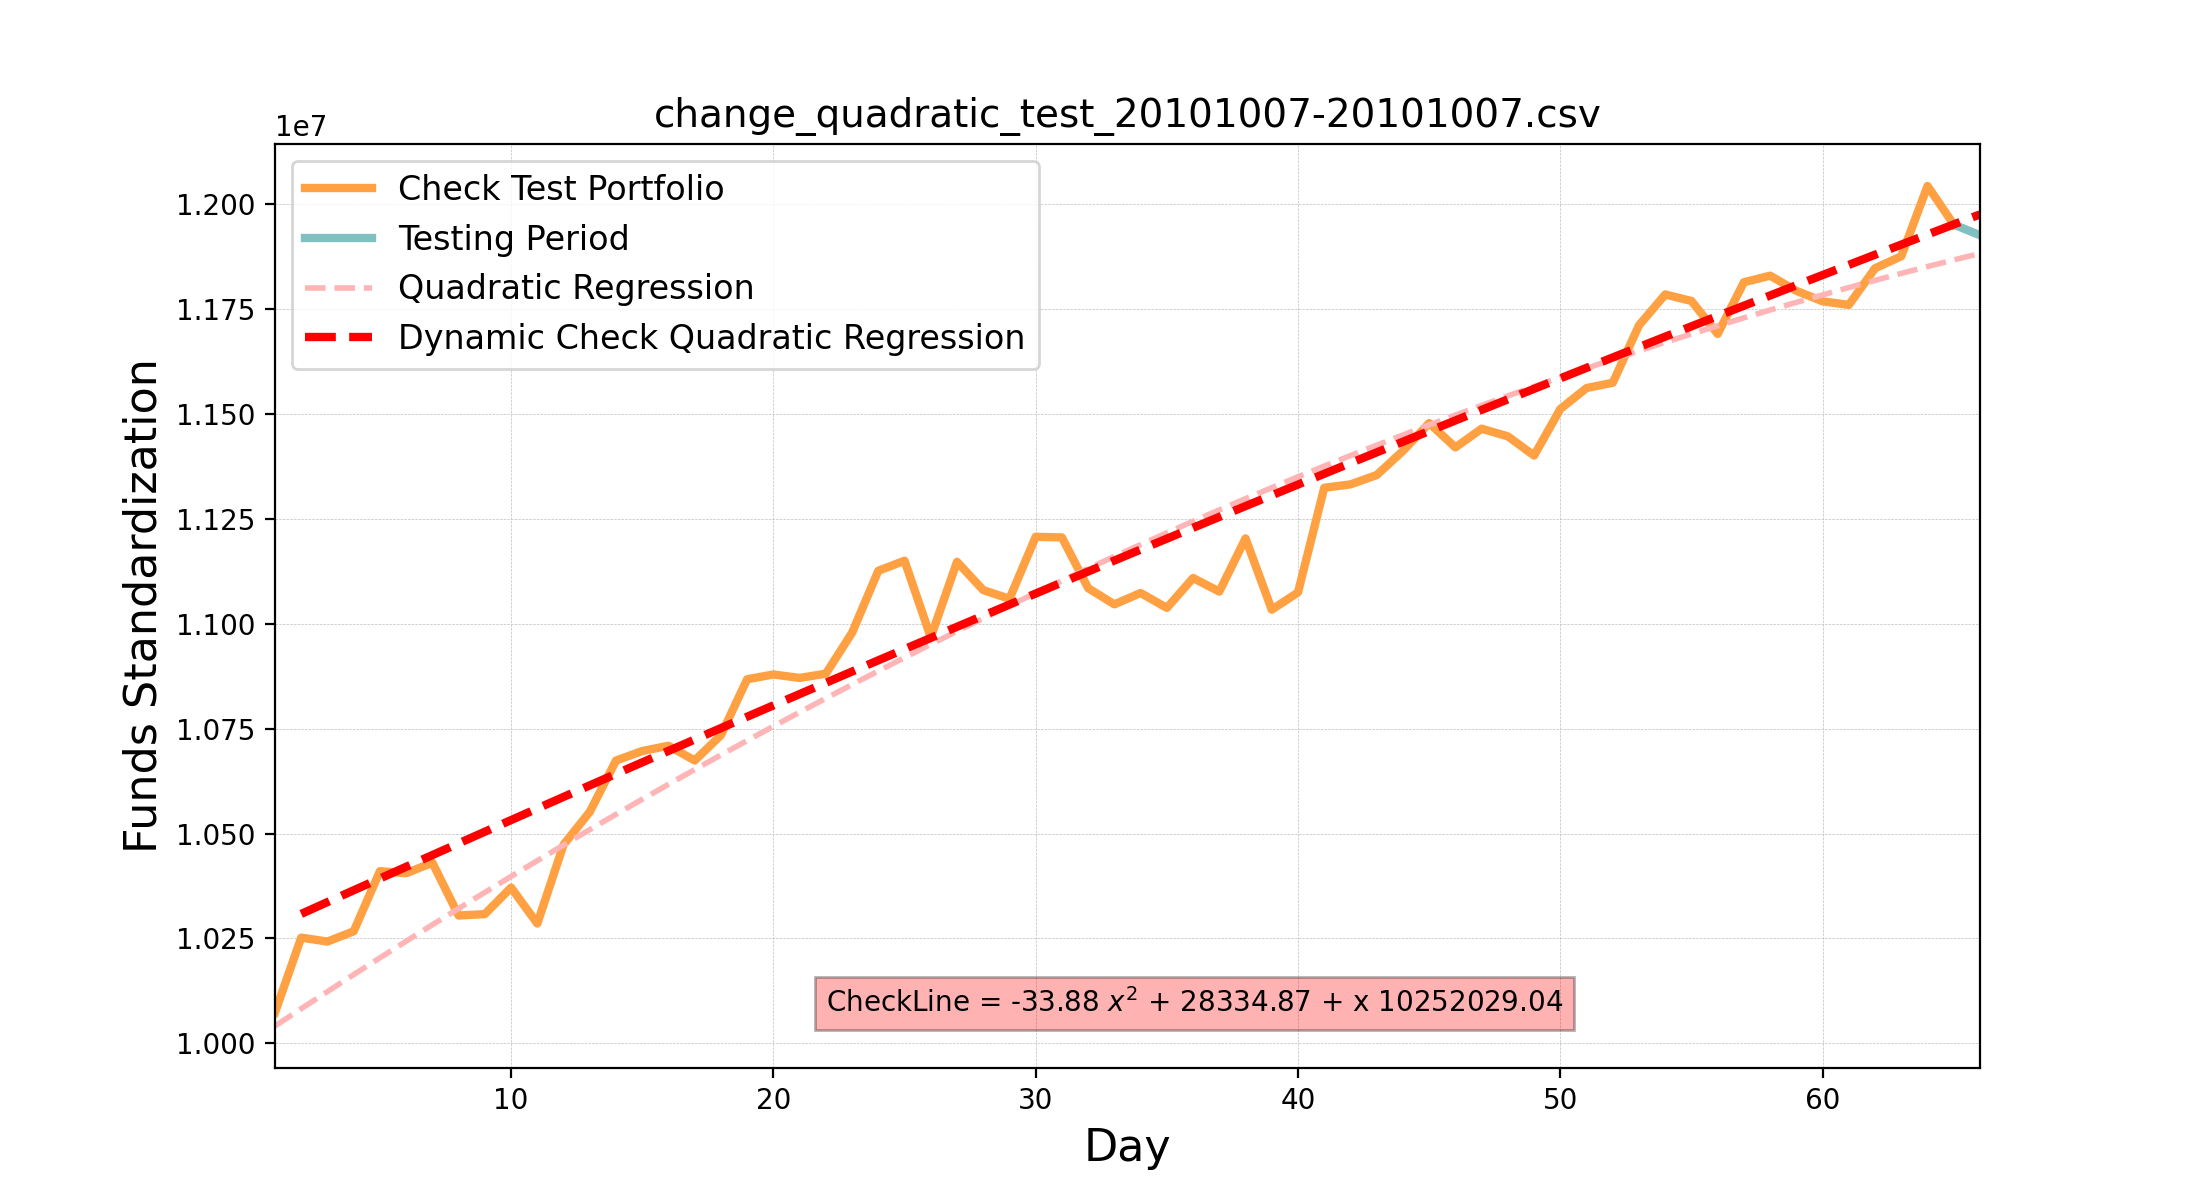 change_quadratic_test_20101007-20101007.csv
1e7
Check Test Portfolio
Testing Period
Quadratic Regression
Dynamic Check Quadratic Regression
Funds Standardization
1.200
1.175
1.150
1.125
1.100
1.075
1.050
1.025
1.000
CheckLine = -33.88 x² + 28334.87 + x 10252029.04
10 20 30 40 50 60
Day